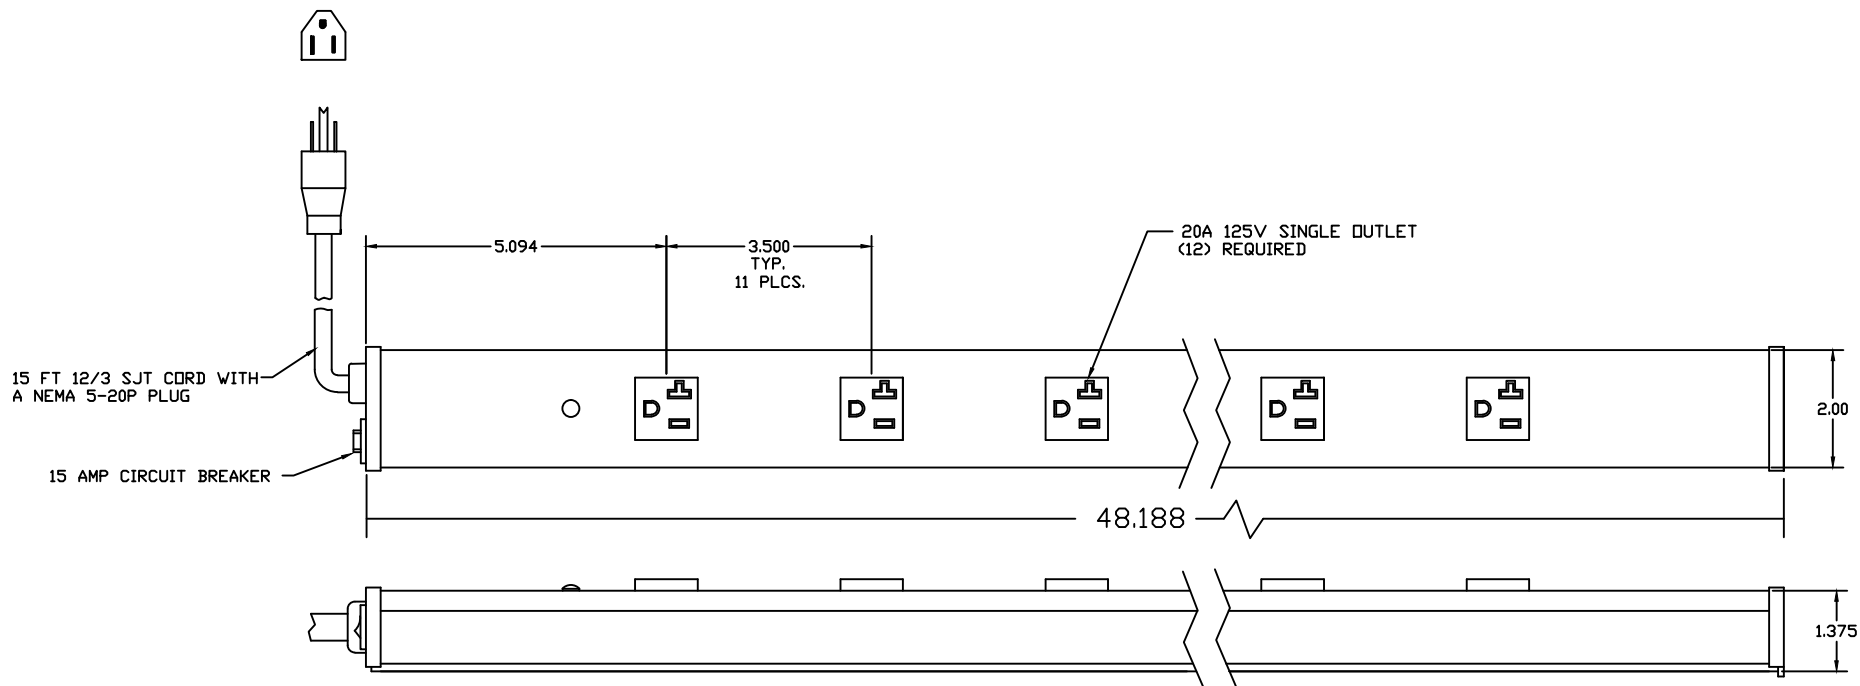 5.094
3.500
TYP.
11 PLCS.
20A 125V SINGLE OUTLET
(12) REQUIRED
15 FT 12/3 SJT CORD WITH
A NEMA 5-20P PLUG
2.00
15 AMP CIRCUIT BREAKER
48.188
1.375